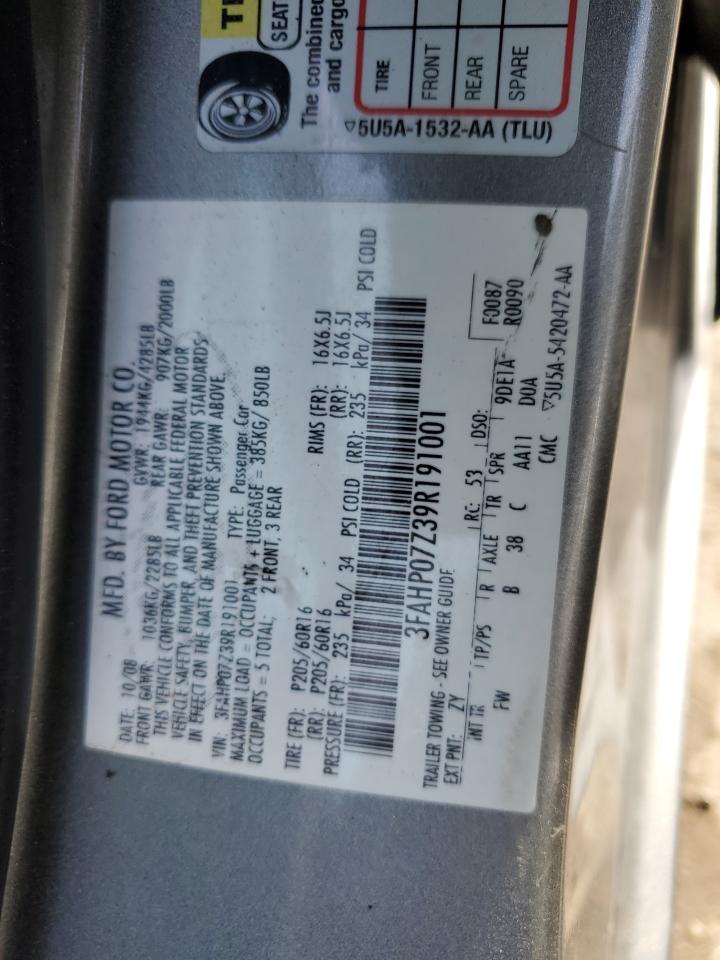 TI
SEAT
The combined
and cargo
TIRE
FRONT
REAR
SPARE
▽5U5A-1532-AA (TLU)
MFD. BY FORD MOTOR CO.
DATE: 10/08 GVWR: 1944KG/4285LB
FRONT GAWR: 1036KG/2285LB REAR GAWR: 907KG/2000LB
THIS VEHICLE CONFORMS TO ALL APPLICABLE FEDERAL MOTOR
VEHICLE SAFETY, BUMPER, AND THEFT PREVENTION STANDARDS
IN EFFECT ON THE DATE OF MANUFACTURE SHOWN ABOVE
VIN: 3FAHP07Z39R191001 TYPE: Passenger Car
MAXIMUM LOAD = OCCUPANTS + LUGGAGE = 385KG/ 850LB
OCCUPANTS = 5 TOTAL: 2 FRONT, 3 REAR
TIRE (FR): P205/60R16 RIMS (FR): 16X6.5J
(RR): P205/60R16 (RR): 16X6.5J
PRESSURE (FR): 235 kPa/ 34 PSI COLD (RR): 235 kPa/ 34 PSI COLD
3FAHP07Z39R191001
TRAILER TOWING - SEE OWNER GUIDE
EXT PNT: ZY RC: 53 DSO:
INT TR TP/PS R AXLE TR SPR 9DE1A F0087
FW B 38 C AA11 D0A R0090
CMC ▽5U5A-5420472-AA